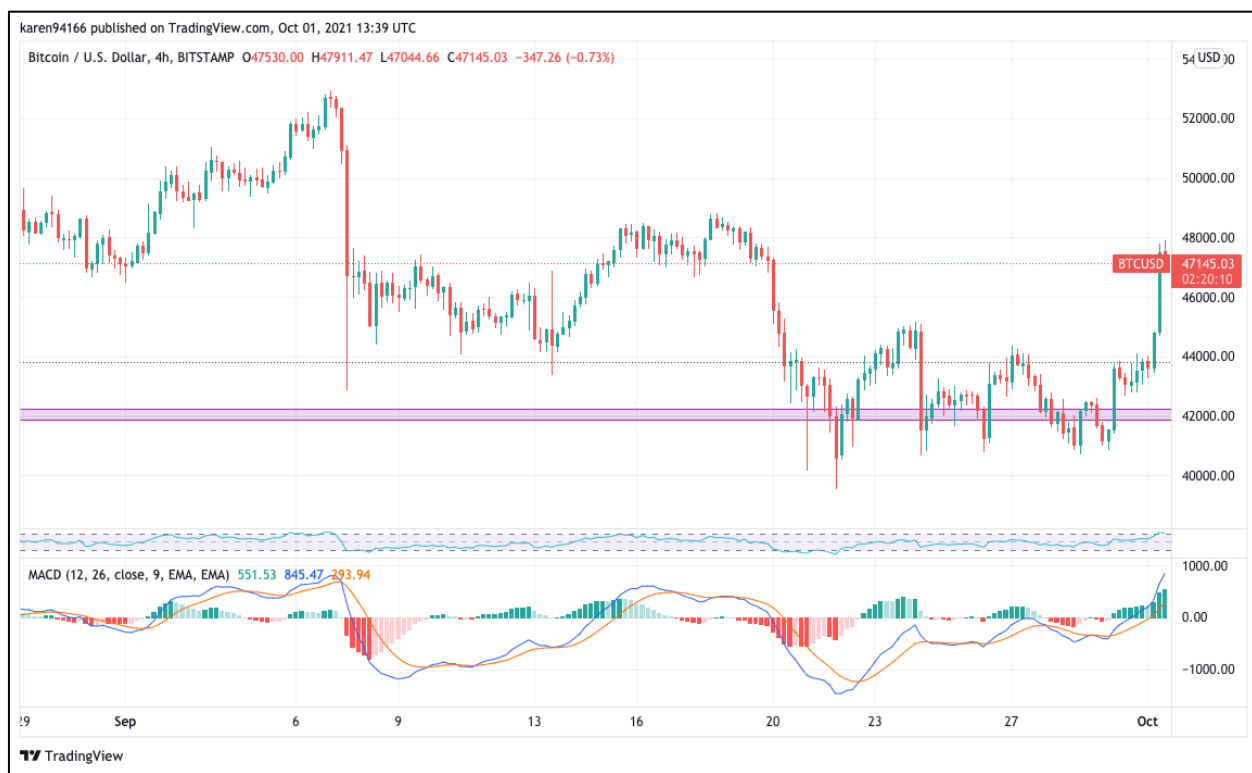 karen94166 published on TradingView.com, Oct 01, 2021 13:39 UTC
Bitcoin / U.S. Dollar, 4h, BITSTAMP O47530.00 H47911.47 L47044.66 C47145.03 −347.26 (−0.73%)
USD
52000.00
50000.00
48000.00
BTCUSD 47145.03
02:20:10
46000.00
44000.00
42000.00
40000.00
MACD (12, 26, close, 9, EMA, EMA) 551.53 845.47 293.94
1000.00
0.00
−1000.00
29 Sep 6 9 13 16 20 23 27 Oct
TradingView